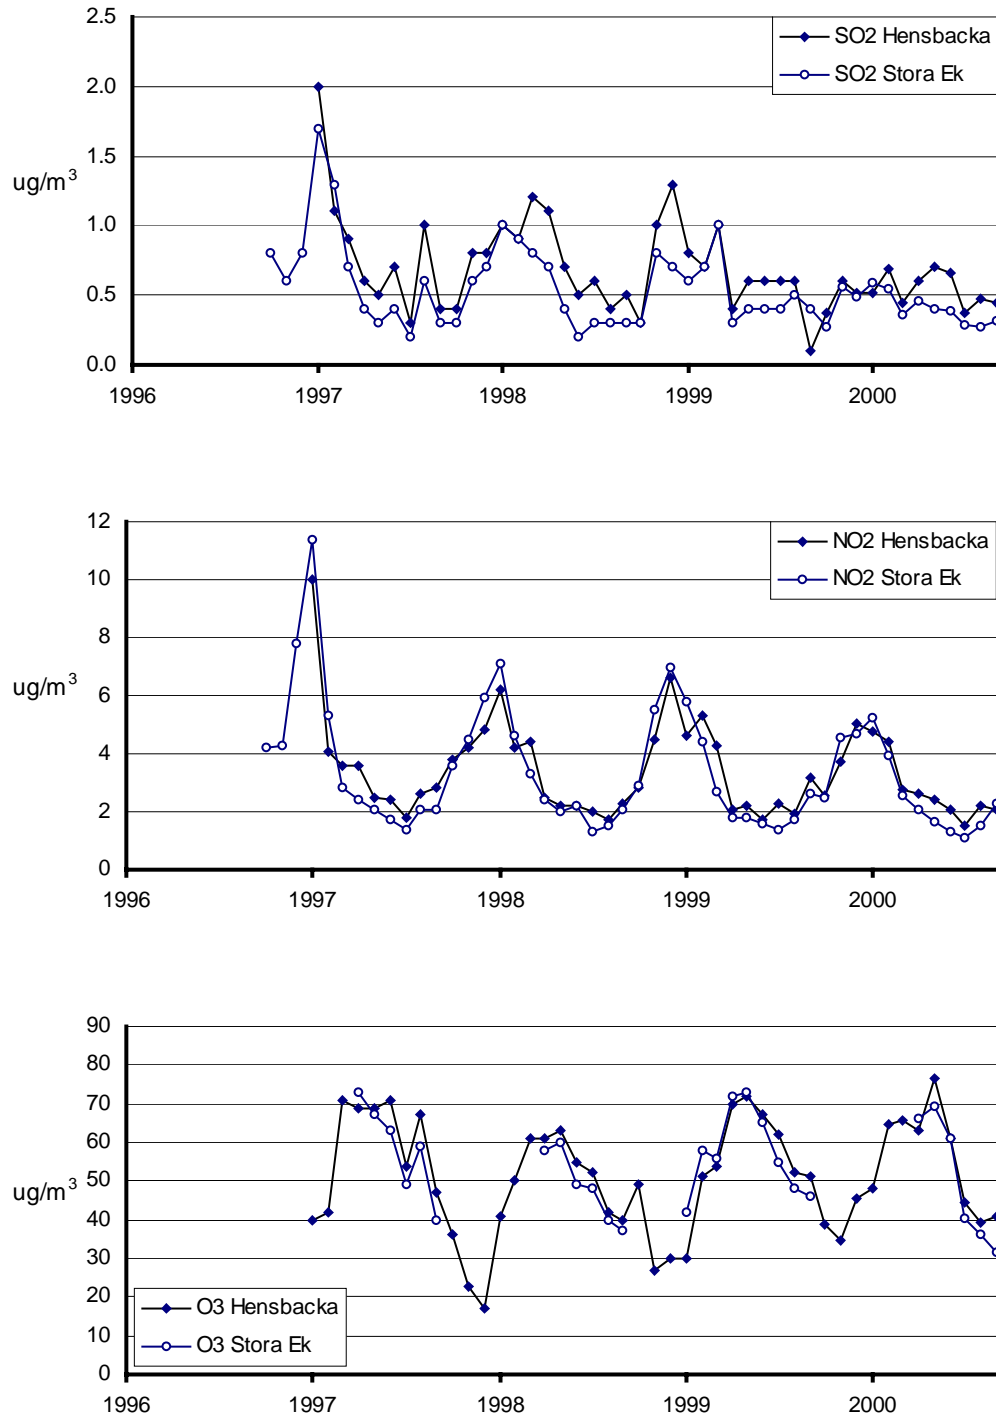 2.5
SO2 Hensbacka
SO2 Stora Ek
2.0
1.5
ug/m³
1.0
0.5
0.0
1996 1997 1998 1999 2000
12
NO2 Hensbacka
NO2 Stora Ek
10
8
ug/m³
6
4
2
0
1996 1997 1998 1999 2000
90
80
70
60
ug/m³
50
40
30
20
O3 Hensbacka
O3 Stora Ek
10
0
1996 1997 1998 1999 2000